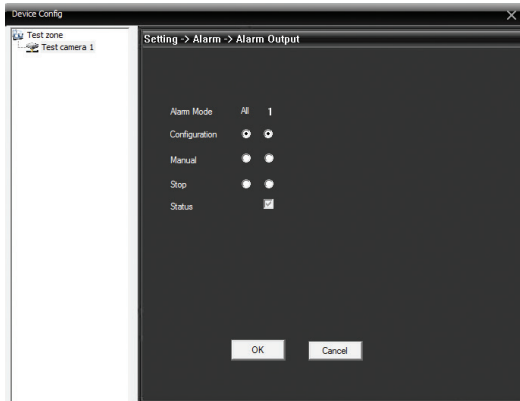 Device Config
Test zone
Test camera 1
Setting -> Alarm -> Alarm Output
Alarm Mode All 1
Configuration
Manual
Stop
Status
OK Cancel